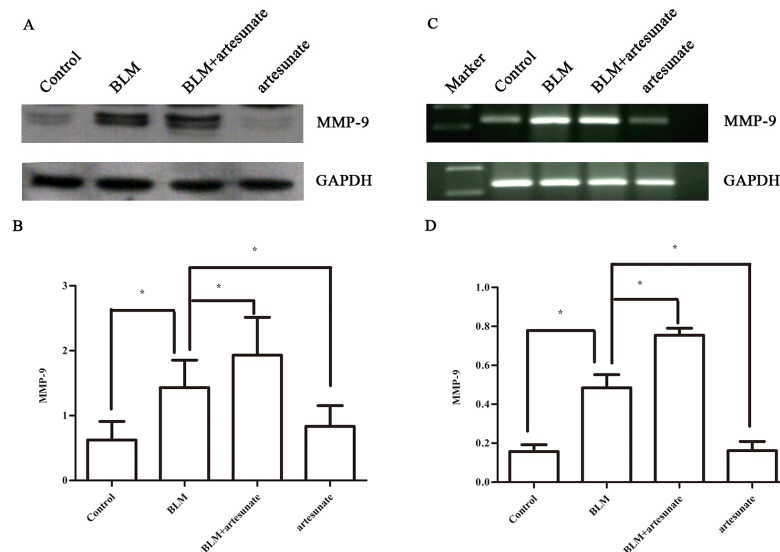 A
Control
BLM
BLM+artesunate
artesunate
MMP-9
GAPDH
C
Marker
Control
BLM
BLM+artesunate
artesunate
MMP-9
GAPDH
B
MMP-9
3
2
1
0
*
*
*
Control
BLM
BLM+artesunate
artesunate
D
MMP-9
1.0
0.8
0.6
0.4
0.2
0.0
*
*
*
Control
BLM
BLM+artesunate
artesunate